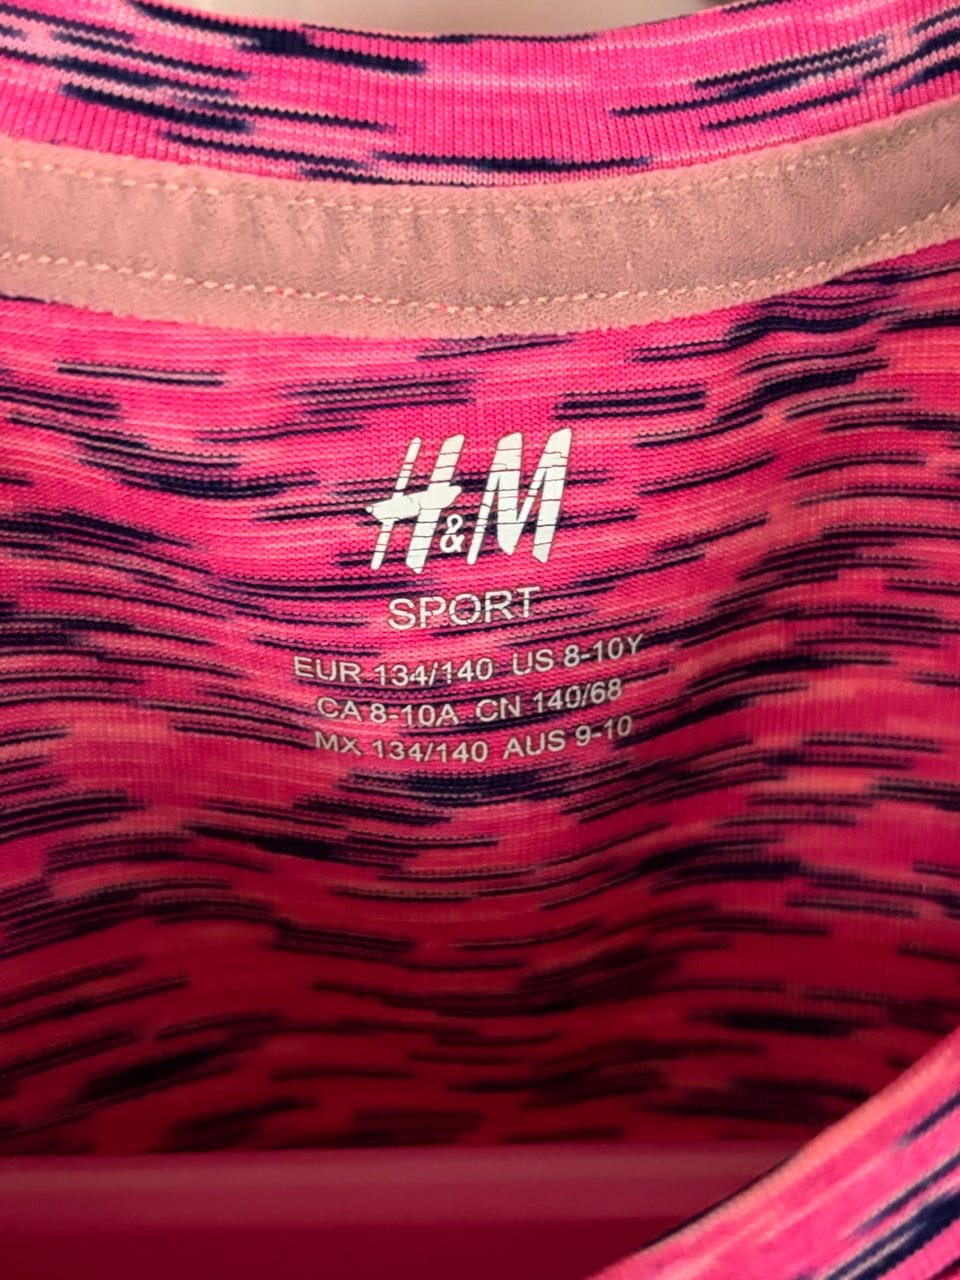 H&M
SPORT
EUR 134/140 US 8-10Y
CA 8-10A CN 140/68
MX 134/140 AUS 9-10